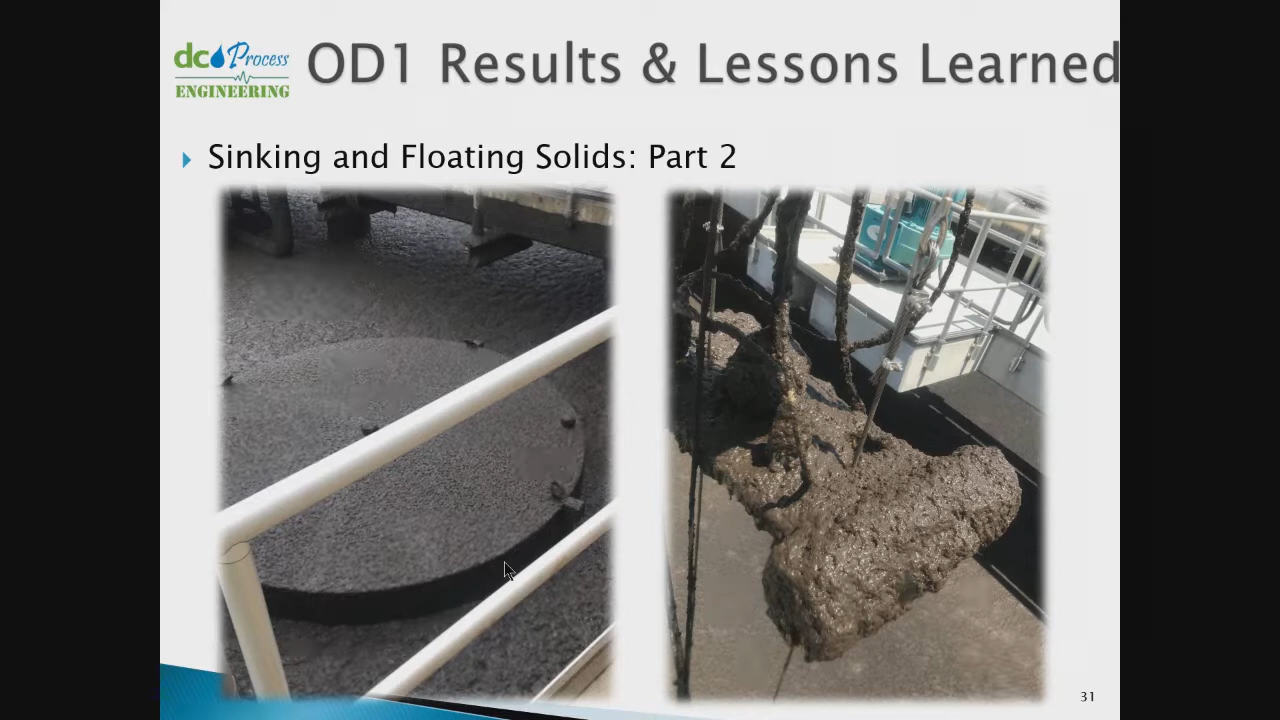 dc Process
ENGINEERING
OD1 Results & Lessons Learned
Sinking and Floating Solids: Part 2
31